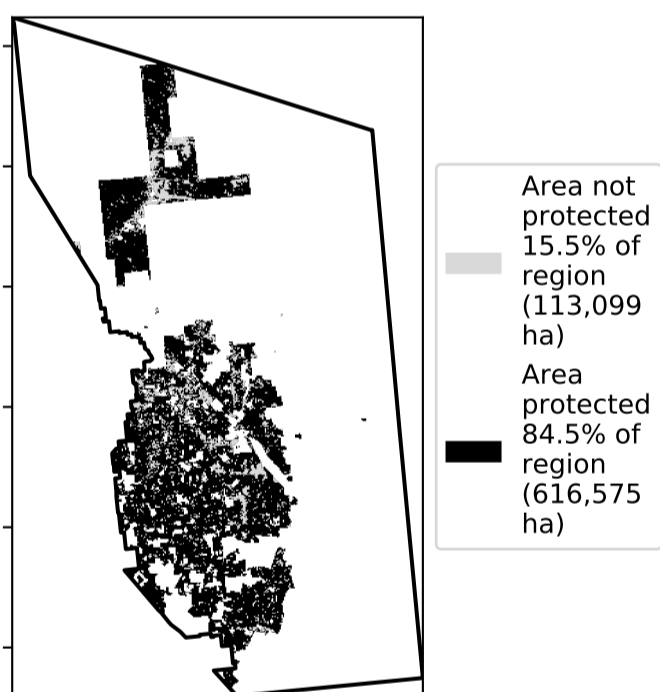 Area not
protected
15.5% of
region
(113,099
ha)
Area
protected
84.5% of
region
(616,575
ha)